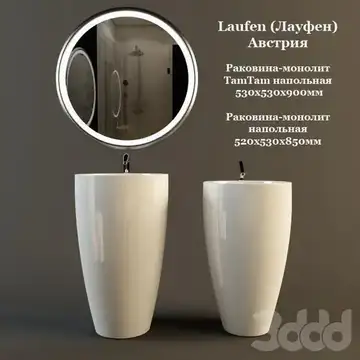 Laufen (Лауфен)
Австрия
Раковина-монолит
TamTam напольная
530x530x900мм
Раковина-монолит
напольная
520x530x850мм
3ddd